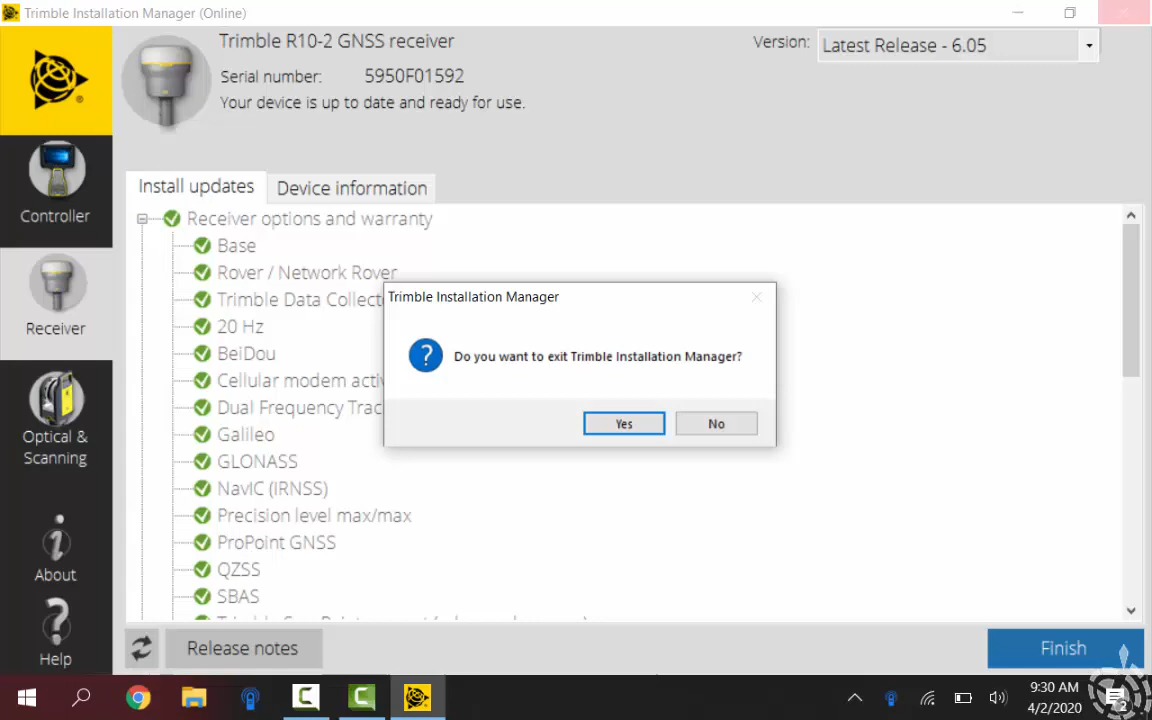 Trimble Installation Manager (Online)
Trimble R10-2 GNSS receiver
Version:
Latest Release - 6.05
Serial number: 5950F01592
Your device is up to date and ready for use.
Controller
Receiver
Optical &
Scanning
About
Help
Install updates
Device information
Receiver options and warranty
Base
Rover / Network Rover
Trimble Data
20 Hz
BeiDou
Cellular modem
Dual Frequency
Galileo
GLONASS
NavIC (IRNSS)
Precision level max/max
ProPoint GNSS
QZSS
SBAS
Trimble Installation Manager
Do you want to exit Trimble Installation Manager?
Yes
No
Release notes
Finish
9:30 AM
4/2/2020
2